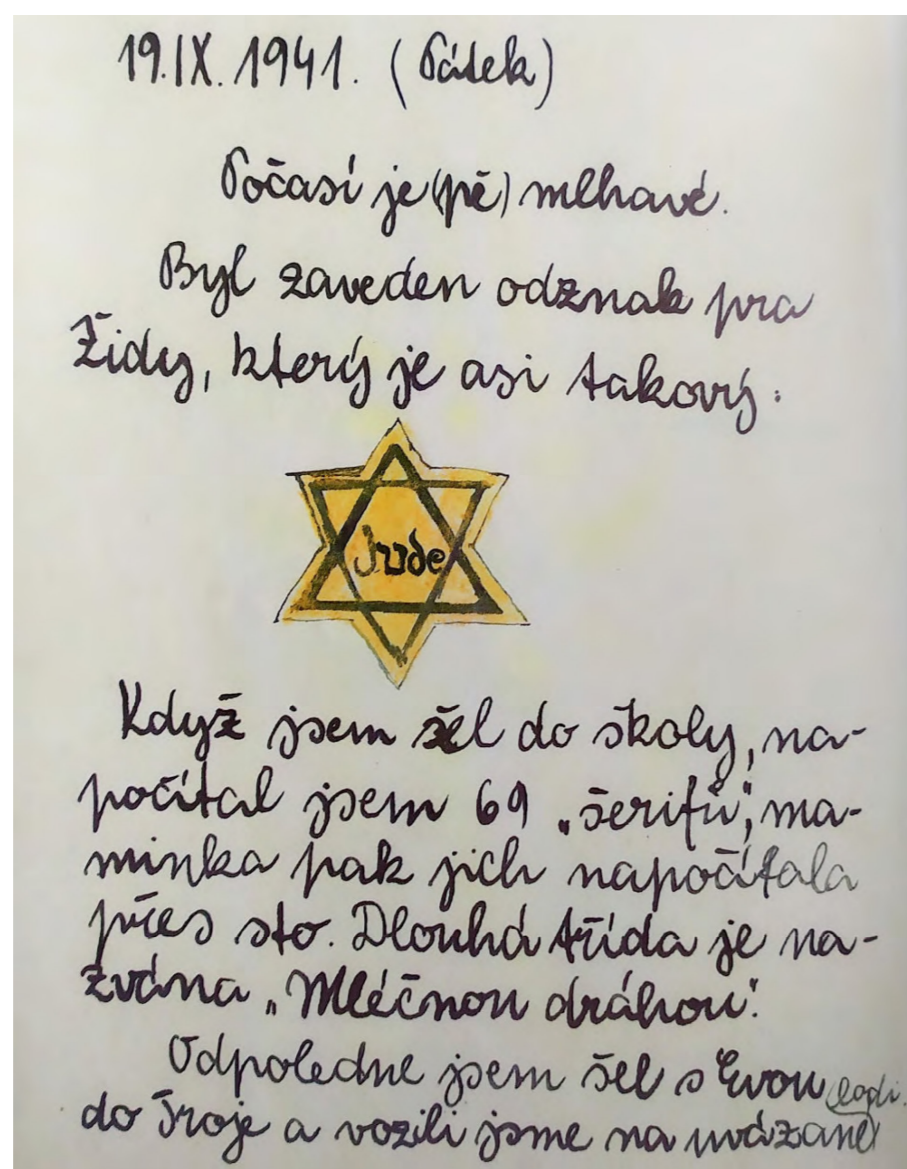 19.IX.1941. (Pátek)
Počasí je (pě) mlhavé.
Byl zaveden odznak pro
Židy, který je asi takový:
Jude
Když jsem šel do školy, na-
počítal jsem 69 „šerifů“, ma-
minka pak jich napočítala
přes sto. Dlouhá třída je na-
zvána „Mléčnou dráhou“.
Odpoledne jsem šel s Evou
do Troje a vozili jsme na uvázané
lodi.